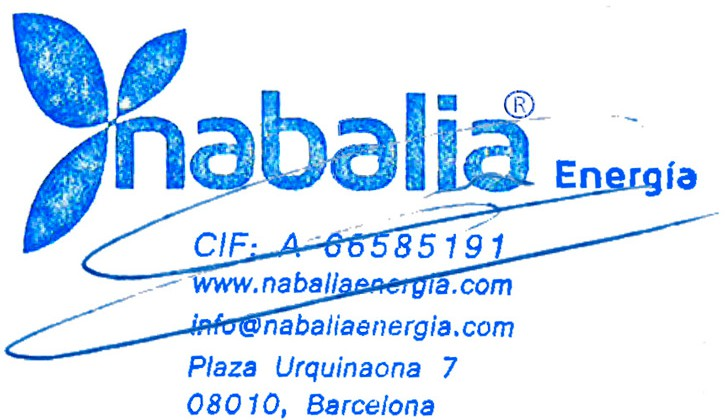 nabalia® Energía
CIF: A 66585191
www.nabaliaenergia.com
info@nabaliaenergia.com
Plaza Urquinaona 7
08010, Barcelona